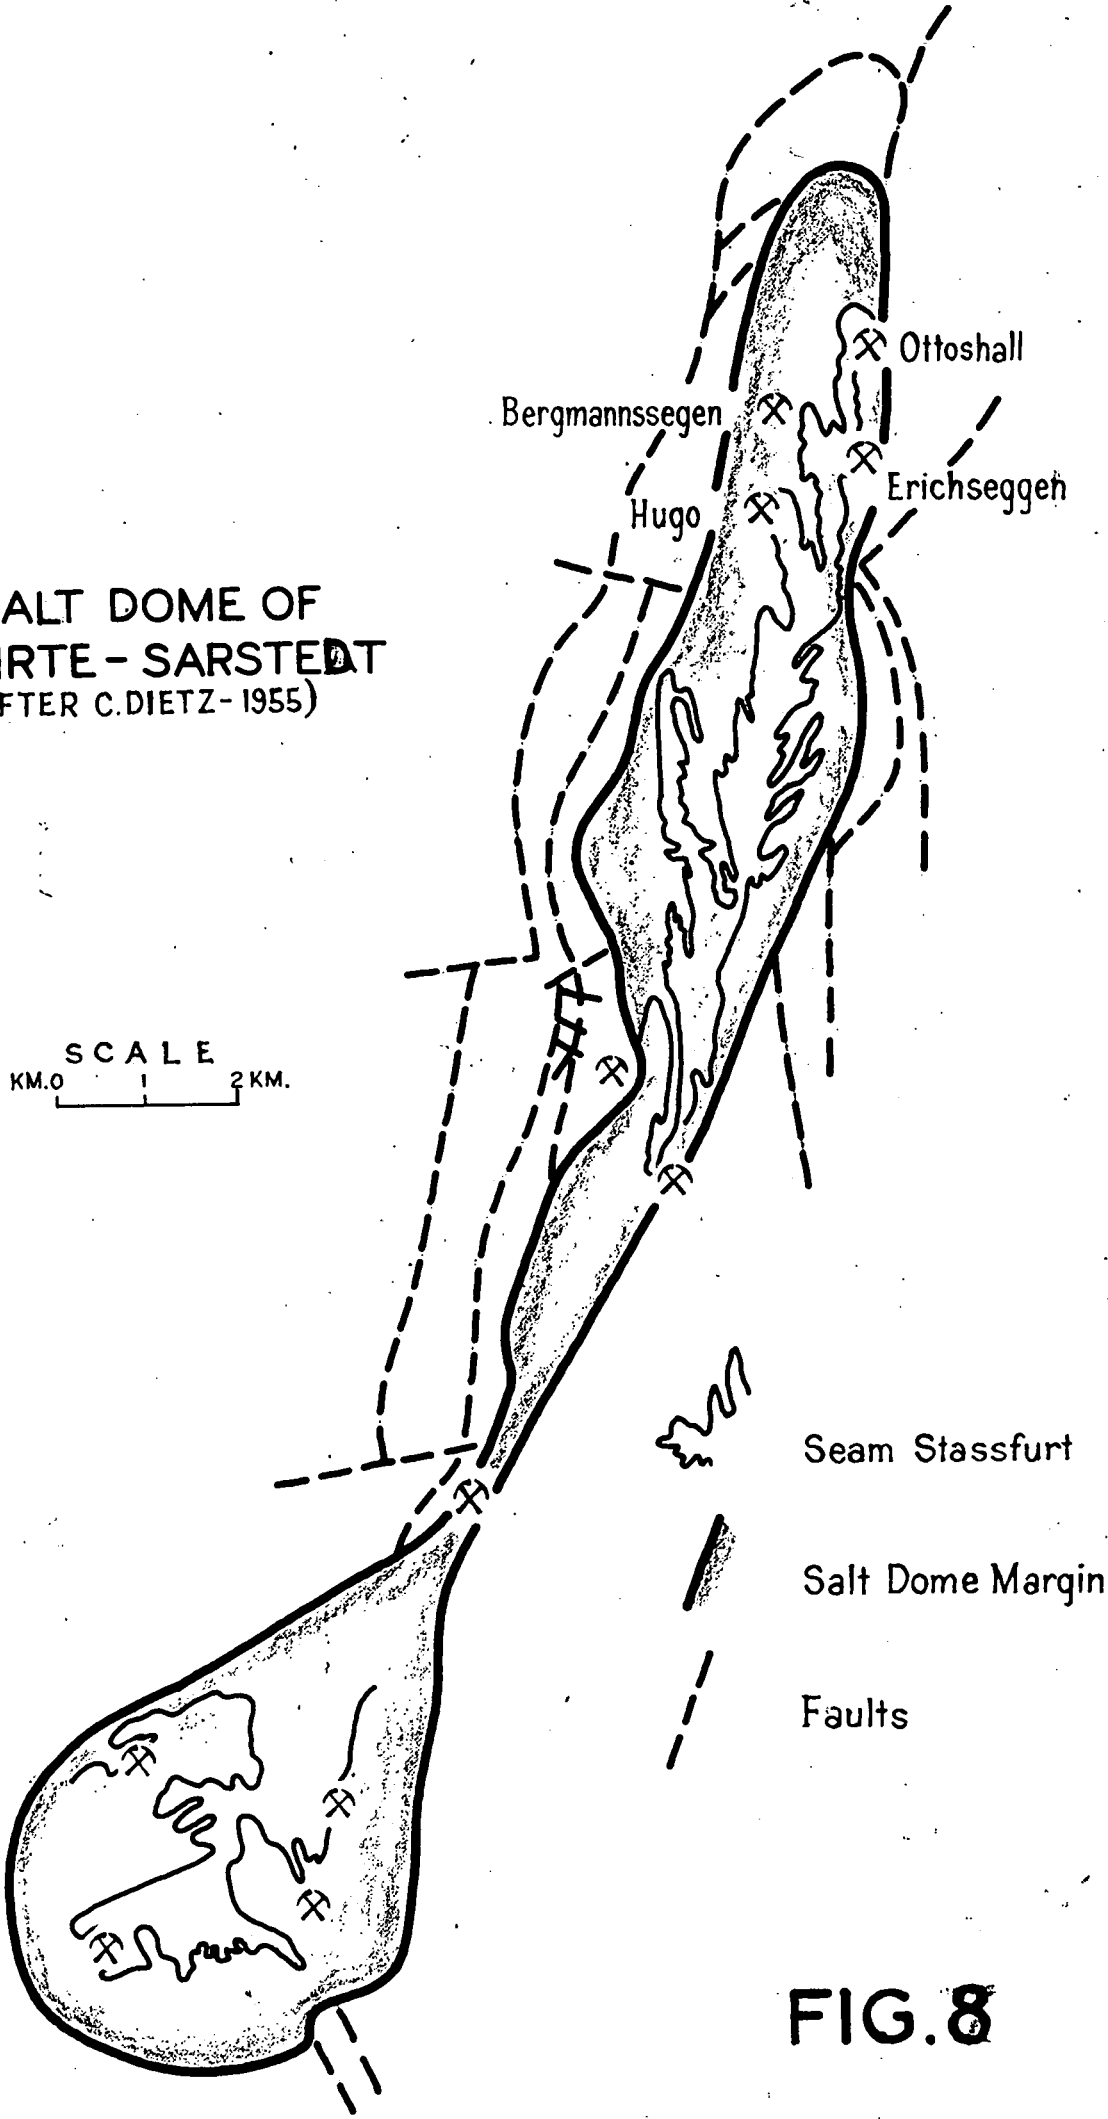 Ottoshall
Bergmannssegen
Erichseggen
Hugo
ALT DOME OF
RTE - SARSTEDT
FTER C. DIETZ - 1955)
SCALE
KM. 0 1 2 KM.
Seam Stassfurt
Salt Dome Margin
Faults
FIG. 8